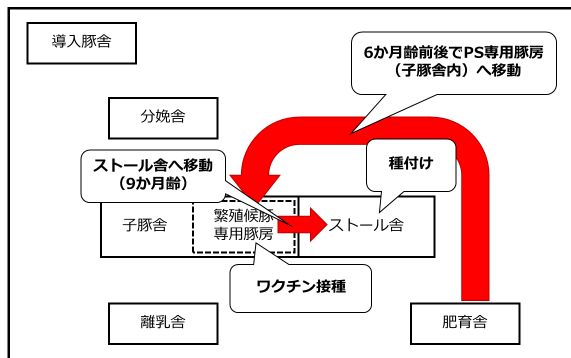 導入豚舎
6か月齢前後でPS専用豚房
（子豚舎内）へ移動
分娩舎
ストール舎へ移動
（9か月齢）
種付け
子豚舎
繁殖候豚
専用豚房
ストール舎
ワクチン接種
離乳舎
肥育舎